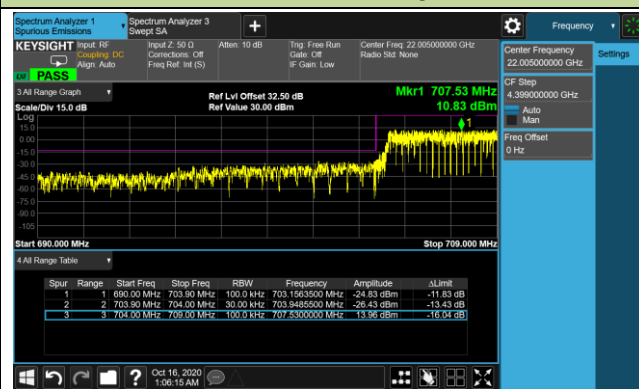 Spectrum Analyzer 1
Spurious Emissions
Spectrum Analyzer 3
Swept SA
+
Frequency
KEYSIGHT
Input: RF
Coupling: DC
Align: Auto
Input Z: 50 Ω
Corrections: Off
Freq Ref: Int (S)
Atten: 10 dB
Trig: Free Run
Gate: Off
IF Gain: Low
Center Freq: 22.005000000 GHz
Radio Std: None
PASS
Center Frequency
22.005000000 GHz
Settings
CF Step
4.399000000 GHz
Auto
Man
Freq Offset
0 Hz
3 All Range Graph
Scale/Div 15.0 dB
Ref Lvl Offset 32.50 dB
Ref Value 30.00 dBm
Mkr1 707.53 MHz
10.83 dBm
Log
15.0
0.00
-15.0
-30.0
-45.0
-60.0
-75.0
-90.0
-105
1
Start 690.000 MHz
Stop 709.000 MHz
4 All Range Table
Spur Range Start Freq Stop Freq RBW Frequency Amplitude ΔLimit
1 1 690.00 MHz 703.90 MHz 100.0 kHz 703.1563500 MHz -24.83 dBm -11.83 dB
2 2 703.90 MHz 704.00 MHz 30.00 kHz 703.9485500 MHz -26.43 dBm -13.43 dB
3 3 704.00 MHz 709.00 MHz 100.0 kHz 707.5300000 MHz 13.96 dBm -16.04 dB
?
Oct 16, 2020
1:06:15 AM